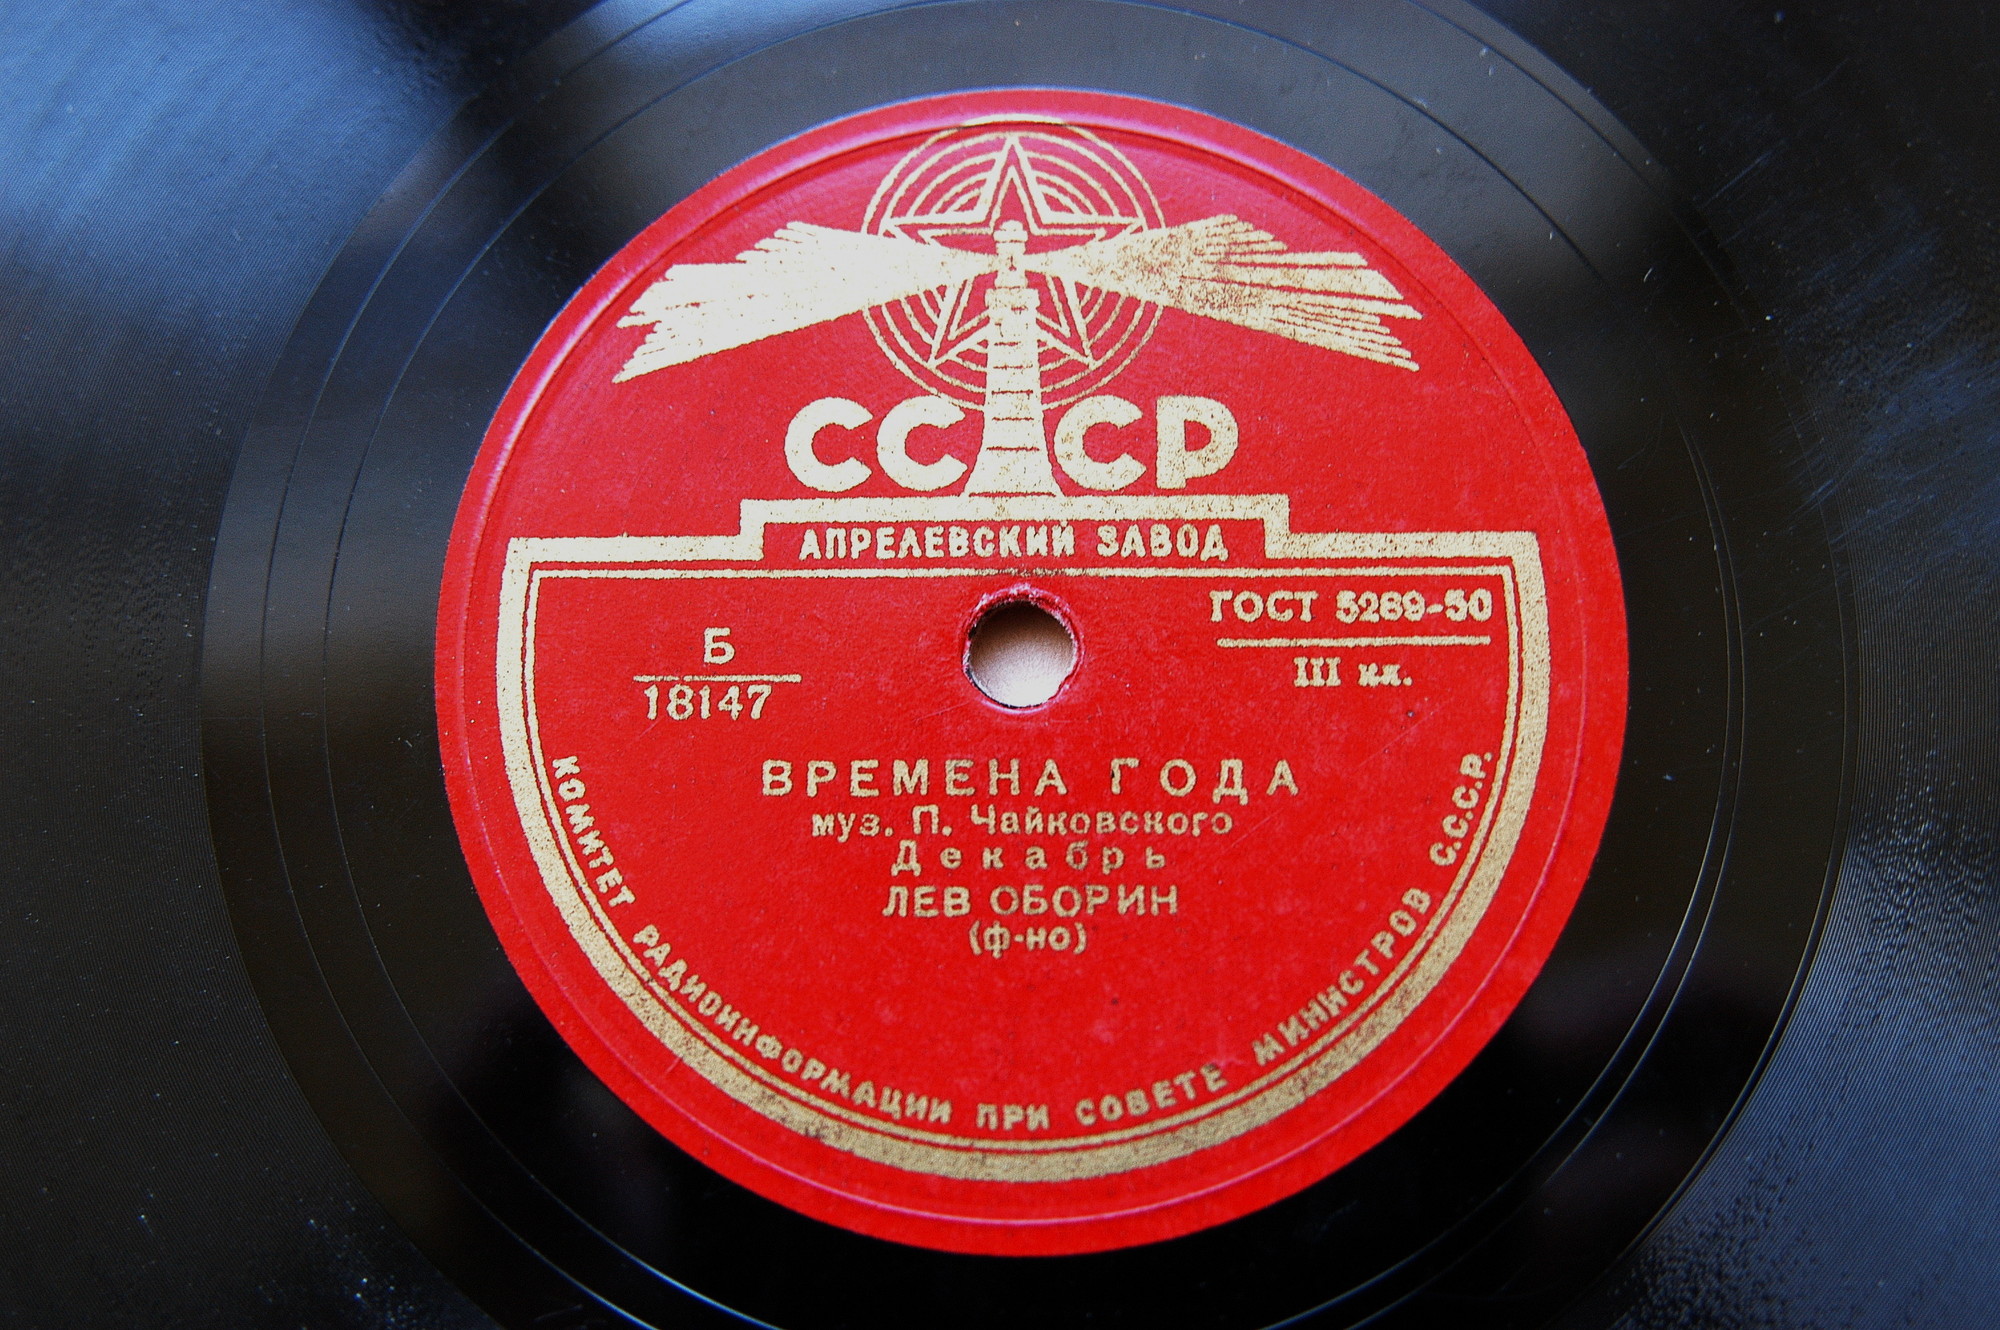 СССР
АПРЕЛЕВСКИЙ ЗАВОД
ГОСТ 5289-50
III кл.
Б
18147
ВРЕМЕНА ГОДА
муз. П. Чайковского
Декабрь
ЛЕВ ОБОРИН
(ф-но)
КОМИТЕТ РАДИОИНФОРМАЦИИ ПРИ СОВЕТЕ МИНИСТРОВ С.С.С.Р.